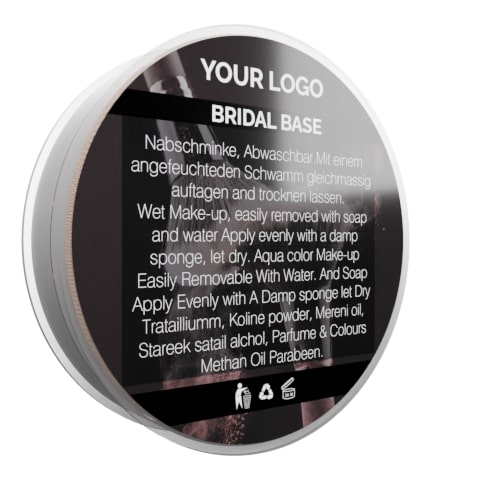 YOUR LOGO
BRIDAL BASE
Nabschminke, Abwaschbar.Mit einem
angefeuchteden Schwamm gleichmassig
auftagen and trocknen lassen.
Wet Make-up, easily removed with soap
and water Apply evenly with a damp
sponge, let dry. Aqua color Make-up
Easily Removable With Water. And Soap
Apply Evenly with A Damp sponge let Dry
Tratailliumm, Koline powder, Mereni oil,
Stareek satail alchol, Parfume & Colours
Methan Oil Parabeen.